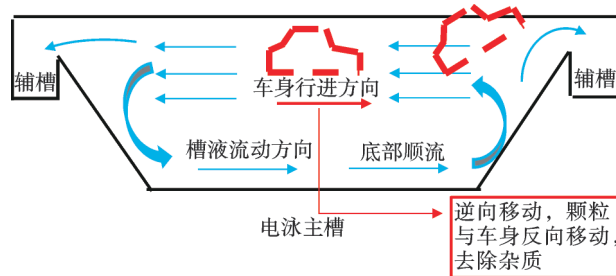 辅槽
辅槽
车身行进方向
槽液流动方向
底部顺流
电泳主槽
逆向移动，颗粒
与车身反向移动，
去除杂质